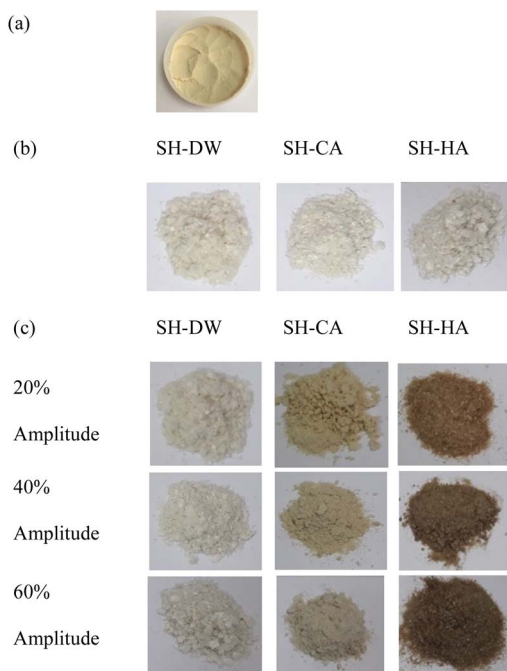 (a)
(b) SH-DW SH-CA SH-HA
(c) SH-DW SH-CA SH-HA
20%
Amplitude
40%
Amplitude
60%
Amplitude